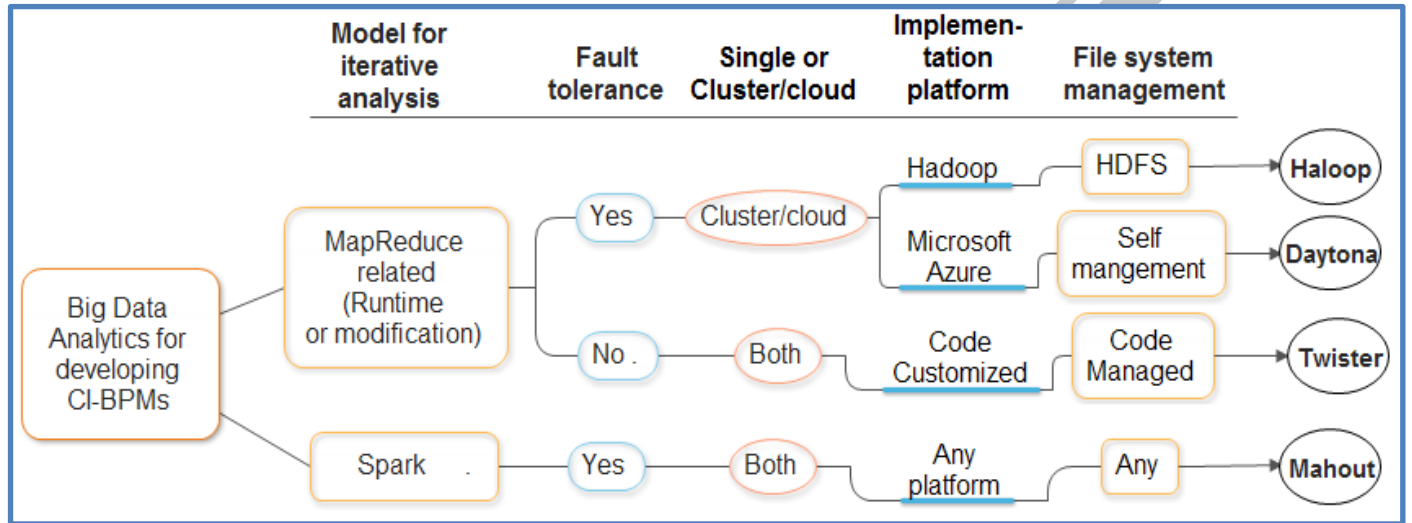 Model for
iterative
analysis
Fault
tolerance
Single or
Cluster/cloud
Implemen-
tation
platform
File system
management
Big Data
Analytics for
developing
CI-BPMs
MapReduce
related
(Runtime
or modification)
Yes
Cluster/cloud
Hadoop
HDFS
Haloop
Microsoft
Azure
Self
mangement
Daytona
No .
Both
Code
Customized
Code
Managed
Twister
Spark .
Yes
Both
Any
platform
Any
Mahout